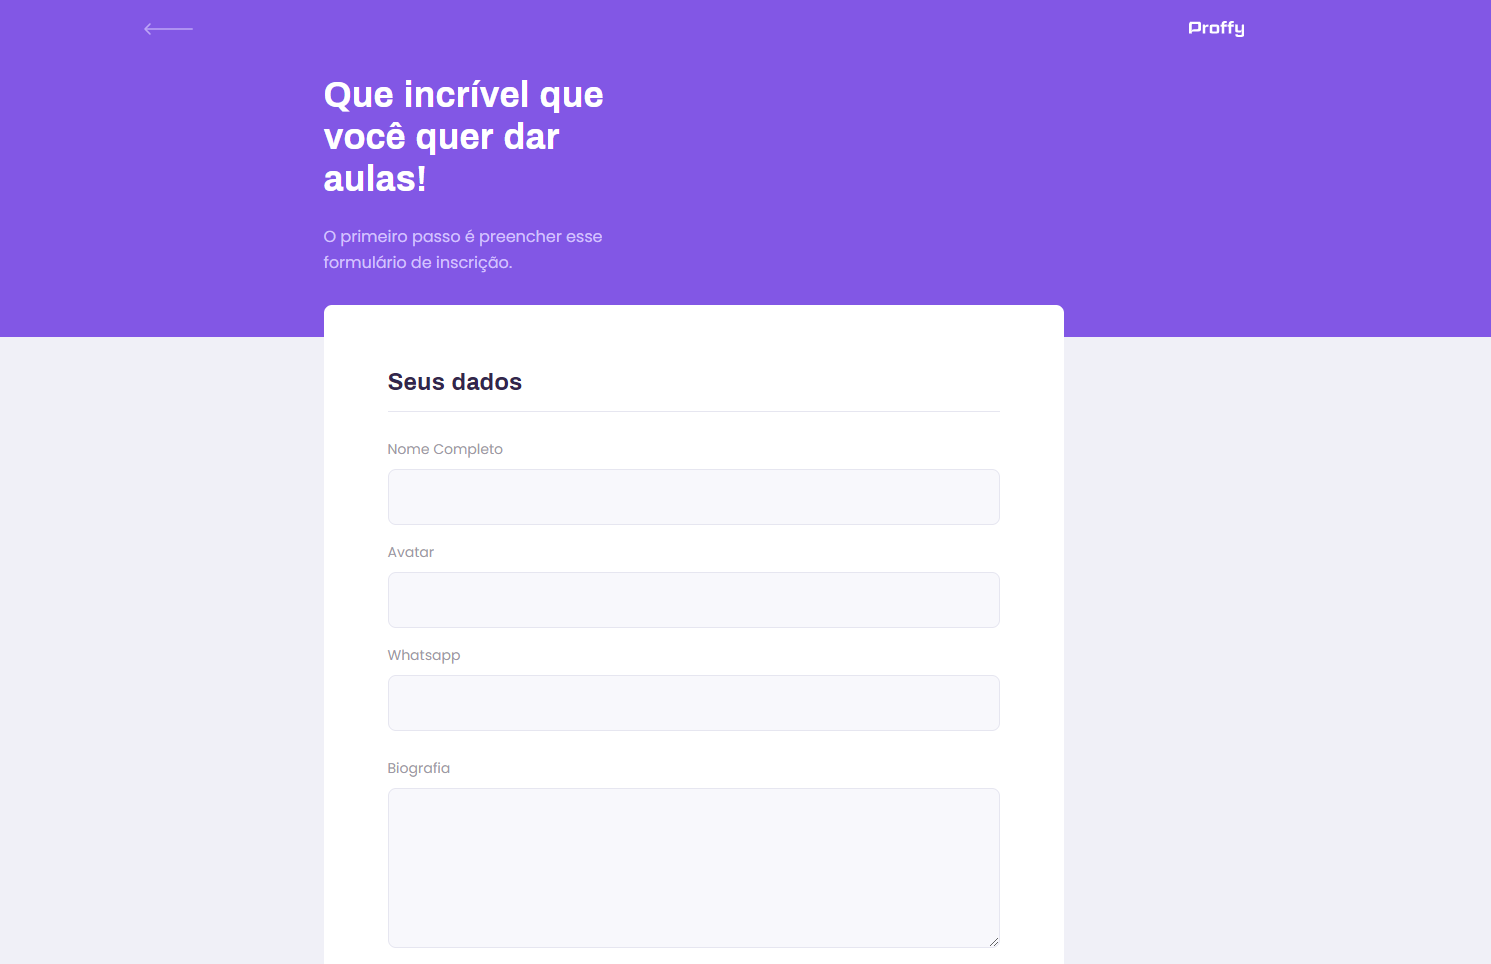 Proffy
Que incrível que
você quer dar
aulas!
O primeiro passo é preencher esse
formulário de inscrição.
Seus dados
Nome Completo
Avatar
Whatsapp
Biografia